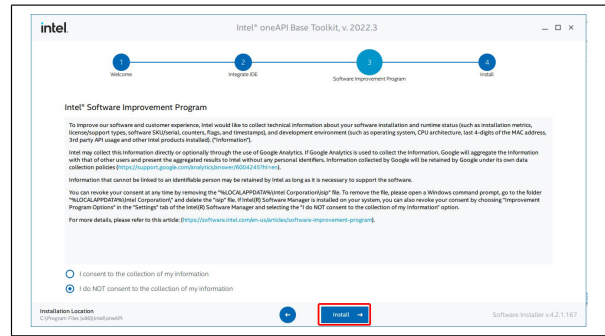 intel.
Intel® oneAPI Base Toolkit, v. 2022.3
1
2
3
4
Welcome
Integrate IDE
Software Improvement Program
Install
Intel® Software Improvement Program
To improve our software and customer experience, Intel would like to collect technical information about your software installation and runtime status (such as installation metrics,
license/support types, software SKU/serial, counters, flags, and timestamps), and development environment (such as operating system, CPU architecture, last 4-digits of the MAC address,
3rd party API usage and other Intel products installed). ("Information").
Intel may collect this Information directly or optionally through the use of Google Analytics. If Google Analytics is used to collect the Information, Google will aggregate the Information
with that of other users and present the aggregated results to Intel without any personal identifiers. Information collected by Google will be retained by Google under its own data
collection policies (https://support.google.com/analytics/answer/6004245?hl=en).
Information that cannot be linked to an identifiable person may be retained by Intel as long as it is necessary to support the software.
You can revoke your consent at any time by removing the "%LOCALAPPDATA%\Intel Corporation\isip" file. To remove the file, please open a Windows command prompt, go to the folder
"%LOCALAPPDATA%\Intel Corporation\" and delete the "isip" file. If Intel(R) Software Manager is installed on your system, you can also revoke your consent by choosing "Improvement
Program Options" in the "Settings" tab of the Intel(R) Software Manager and selecting the "I do NOT consent to the collection of my Information" option.
For more details, please refer to this article: (https://software.intel.com/en-us/articles/software-improvement-program).
I consent to the collection of my information
I do NOT consent to the collection of my information
Installation Location
C:\Program Files (x86)\Intel\oneAPI
Install
Software Installer v.4.2.1.167